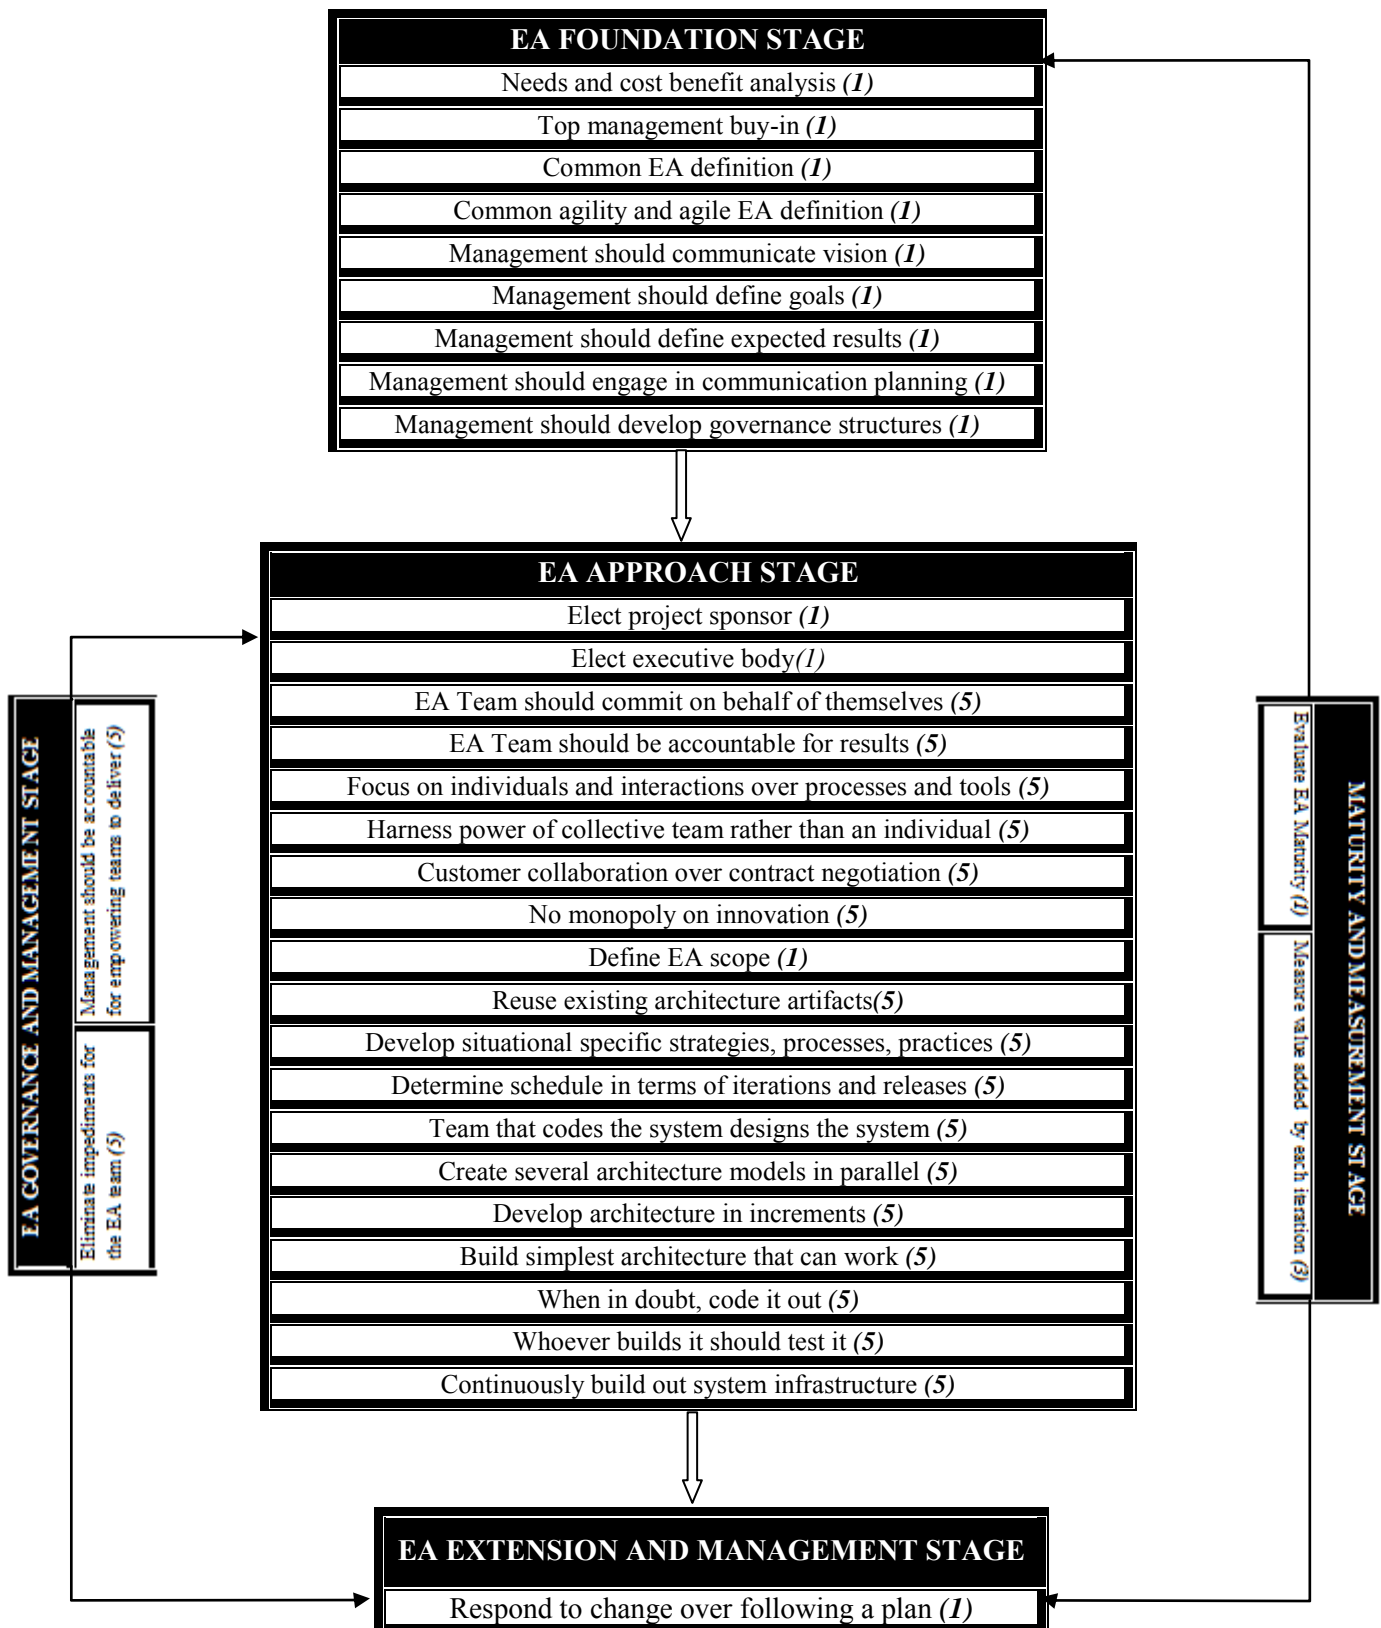 EA FOUNDATION STAGE
Needs and cost benefit analysis (1)
Top management buy-in (1)
Common EA definition (1)
Common agility and agile EA definition (1)
Management should communicate vision (1)
Management should define goals (1)
Management should define expected results (1)
Management should engage in communication planning (1)
Management should develop governance structures (1)
EA APPROACH STAGE
Elect project sponsor (1)
Elect executive body(1)
EA Team should commit on behalf of themselves (5)
EA Team should be accountable for results (5)
Focus on individuals and interactions over processes and tools (5)
Harness power of collective team rather than an individual (5)
Customer collaboration over contract negotiation (5)
No monopoly on innovation (5)
Define EA scope (1)
Reuse existing architecture artifacts(5)
Develop situational specific strategies, processes, practices (5)
Determine schedule in terms of iterations and releases (5)
Team that codes the system designs the system (5)
Create several architecture models in parallel (5)
Develop architecture in increments (5)
Build simplest architecture that can work (5)
When in doubt, code it out (5)
Whoever builds it should test it (5)
Continuously build out system infrastructure (5)
EA GOVERNANCE AND MANAGEMENT STAGE
Management should be accountable
for empowering teams to deliver (5)
Eliminate impediments for
the EA team (5)
MATURITY AND MEASUREMENT STAGE
Evaluate EA Maturity (1)
Measure value added by each iteration (3)
EA EXTENSION AND MANAGEMENT STAGE
Respond to change over following a plan (1)